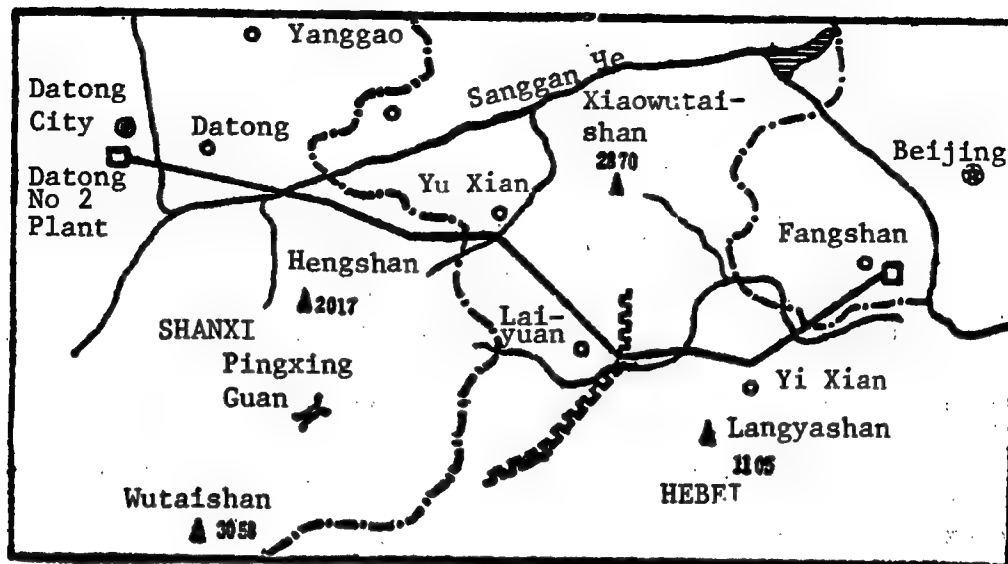 Yanggao
Sanggan He
Datong
City
Datong
Xiaowutai-
shan
2870
Beijing
Datong
No 2
Plant
Yu Xian
Fangshan
Hengshan
2017
SHANXI
Lai-
yuan
Pingxing
Guan
Yi Xian
Langyashan
1105
HEBEI
Wutaishan
3058